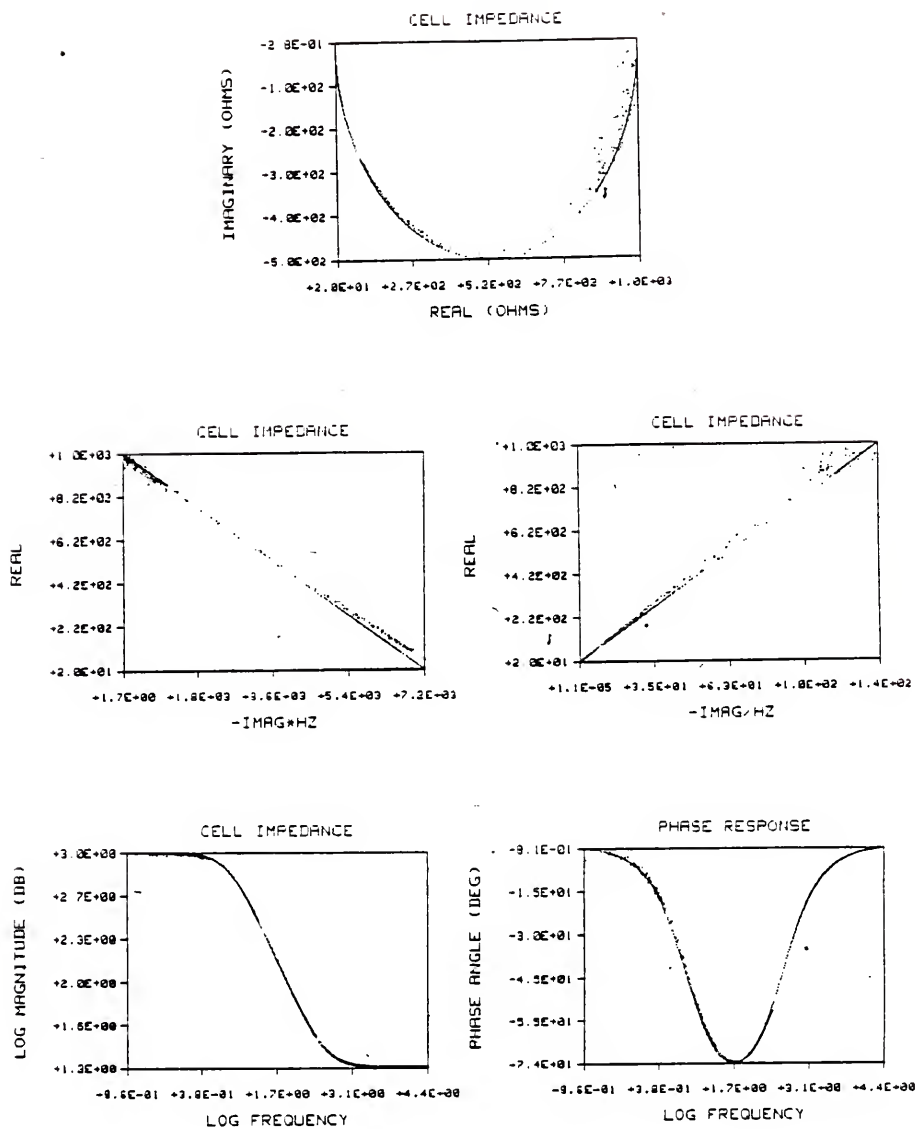 CELL IMPEDANCE
IMAGINARY (OHMS)
-2.8E-01
-1.0E+02
-2.0E+02
-3.0E+02
-4.0E+02
-5.0E+02
+2.0E+01 +2.7E+02 +5.2E+02 +7.7E+02 +1.0E+03
REAL (OHMS)
CELL IMPEDANCE
REAL
+1.0E+03
+8.2E+02
+6.2E+02
+4.2E+02
+2.2E+02
+2.0E+01
+1.7E+00 +1.8E+03 +3.6E+03 +5.4E+03 +7.2E+03
-IMAG*HZ
CELL IMPEDANCE
REAL
+1.0E+03
+8.2E+02
+6.2E+02
+4.2E+02
+2.2E+02
+2.0E+01
+1.1E-05 +3.5E+01 +6.9E+01 +1.0E+02 +1.4E+02
-IMAG/HZ
CELL IMPEDANCE
LOG MAGNITUDE (DB)
+3.0E+00
+2.7E+00
+2.3E+00
+2.0E+00
+1.6E+00
+1.3E+00
-9.6E-01 +3.8E-01 +1.7E+00 +3.1E+00 +4.4E+00
LOG FREQUENCY
PHASE RESPONSE
PHASE ANGLE (DEG)
-9.1E-01
-1.5E+01
-3.0E+01
-4.5E+01
-5.9E+01
-7.4E+01
-9.6E-01 +3.8E-01 +1.7E+00 +3.1E+00 +4.4E+00
LOG FREQUENCY